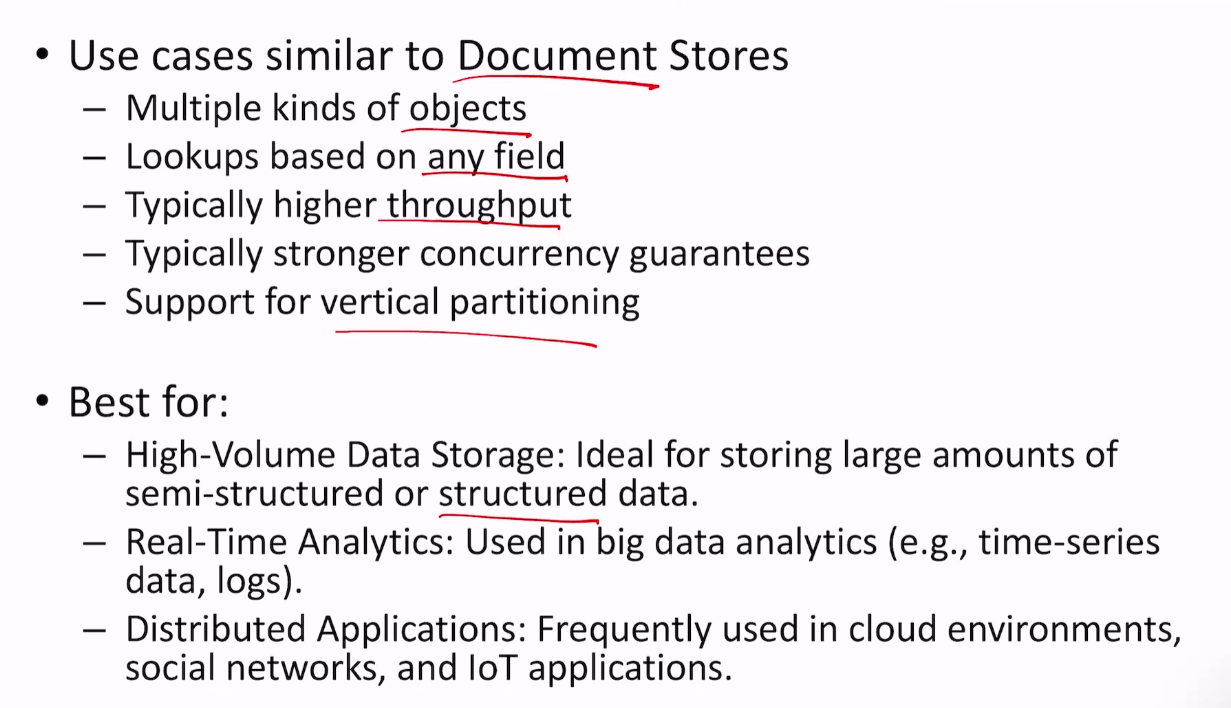 • Use cases similar to Document Stores
– Multiple kinds of objects
– Lookups based on any field
– Typically higher throughput
– Typically stronger concurrency guarantees
– Support for vertical partitioning
• Best for:
– High-Volume Data Storage: Ideal for storing large amounts of
semi-structured or structured data.
– Real-Time Analytics: Used in big data analytics (e.g., time-series
data, logs).
– Distributed Applications: Frequently used in cloud environments,
social networks, and IoT applications.